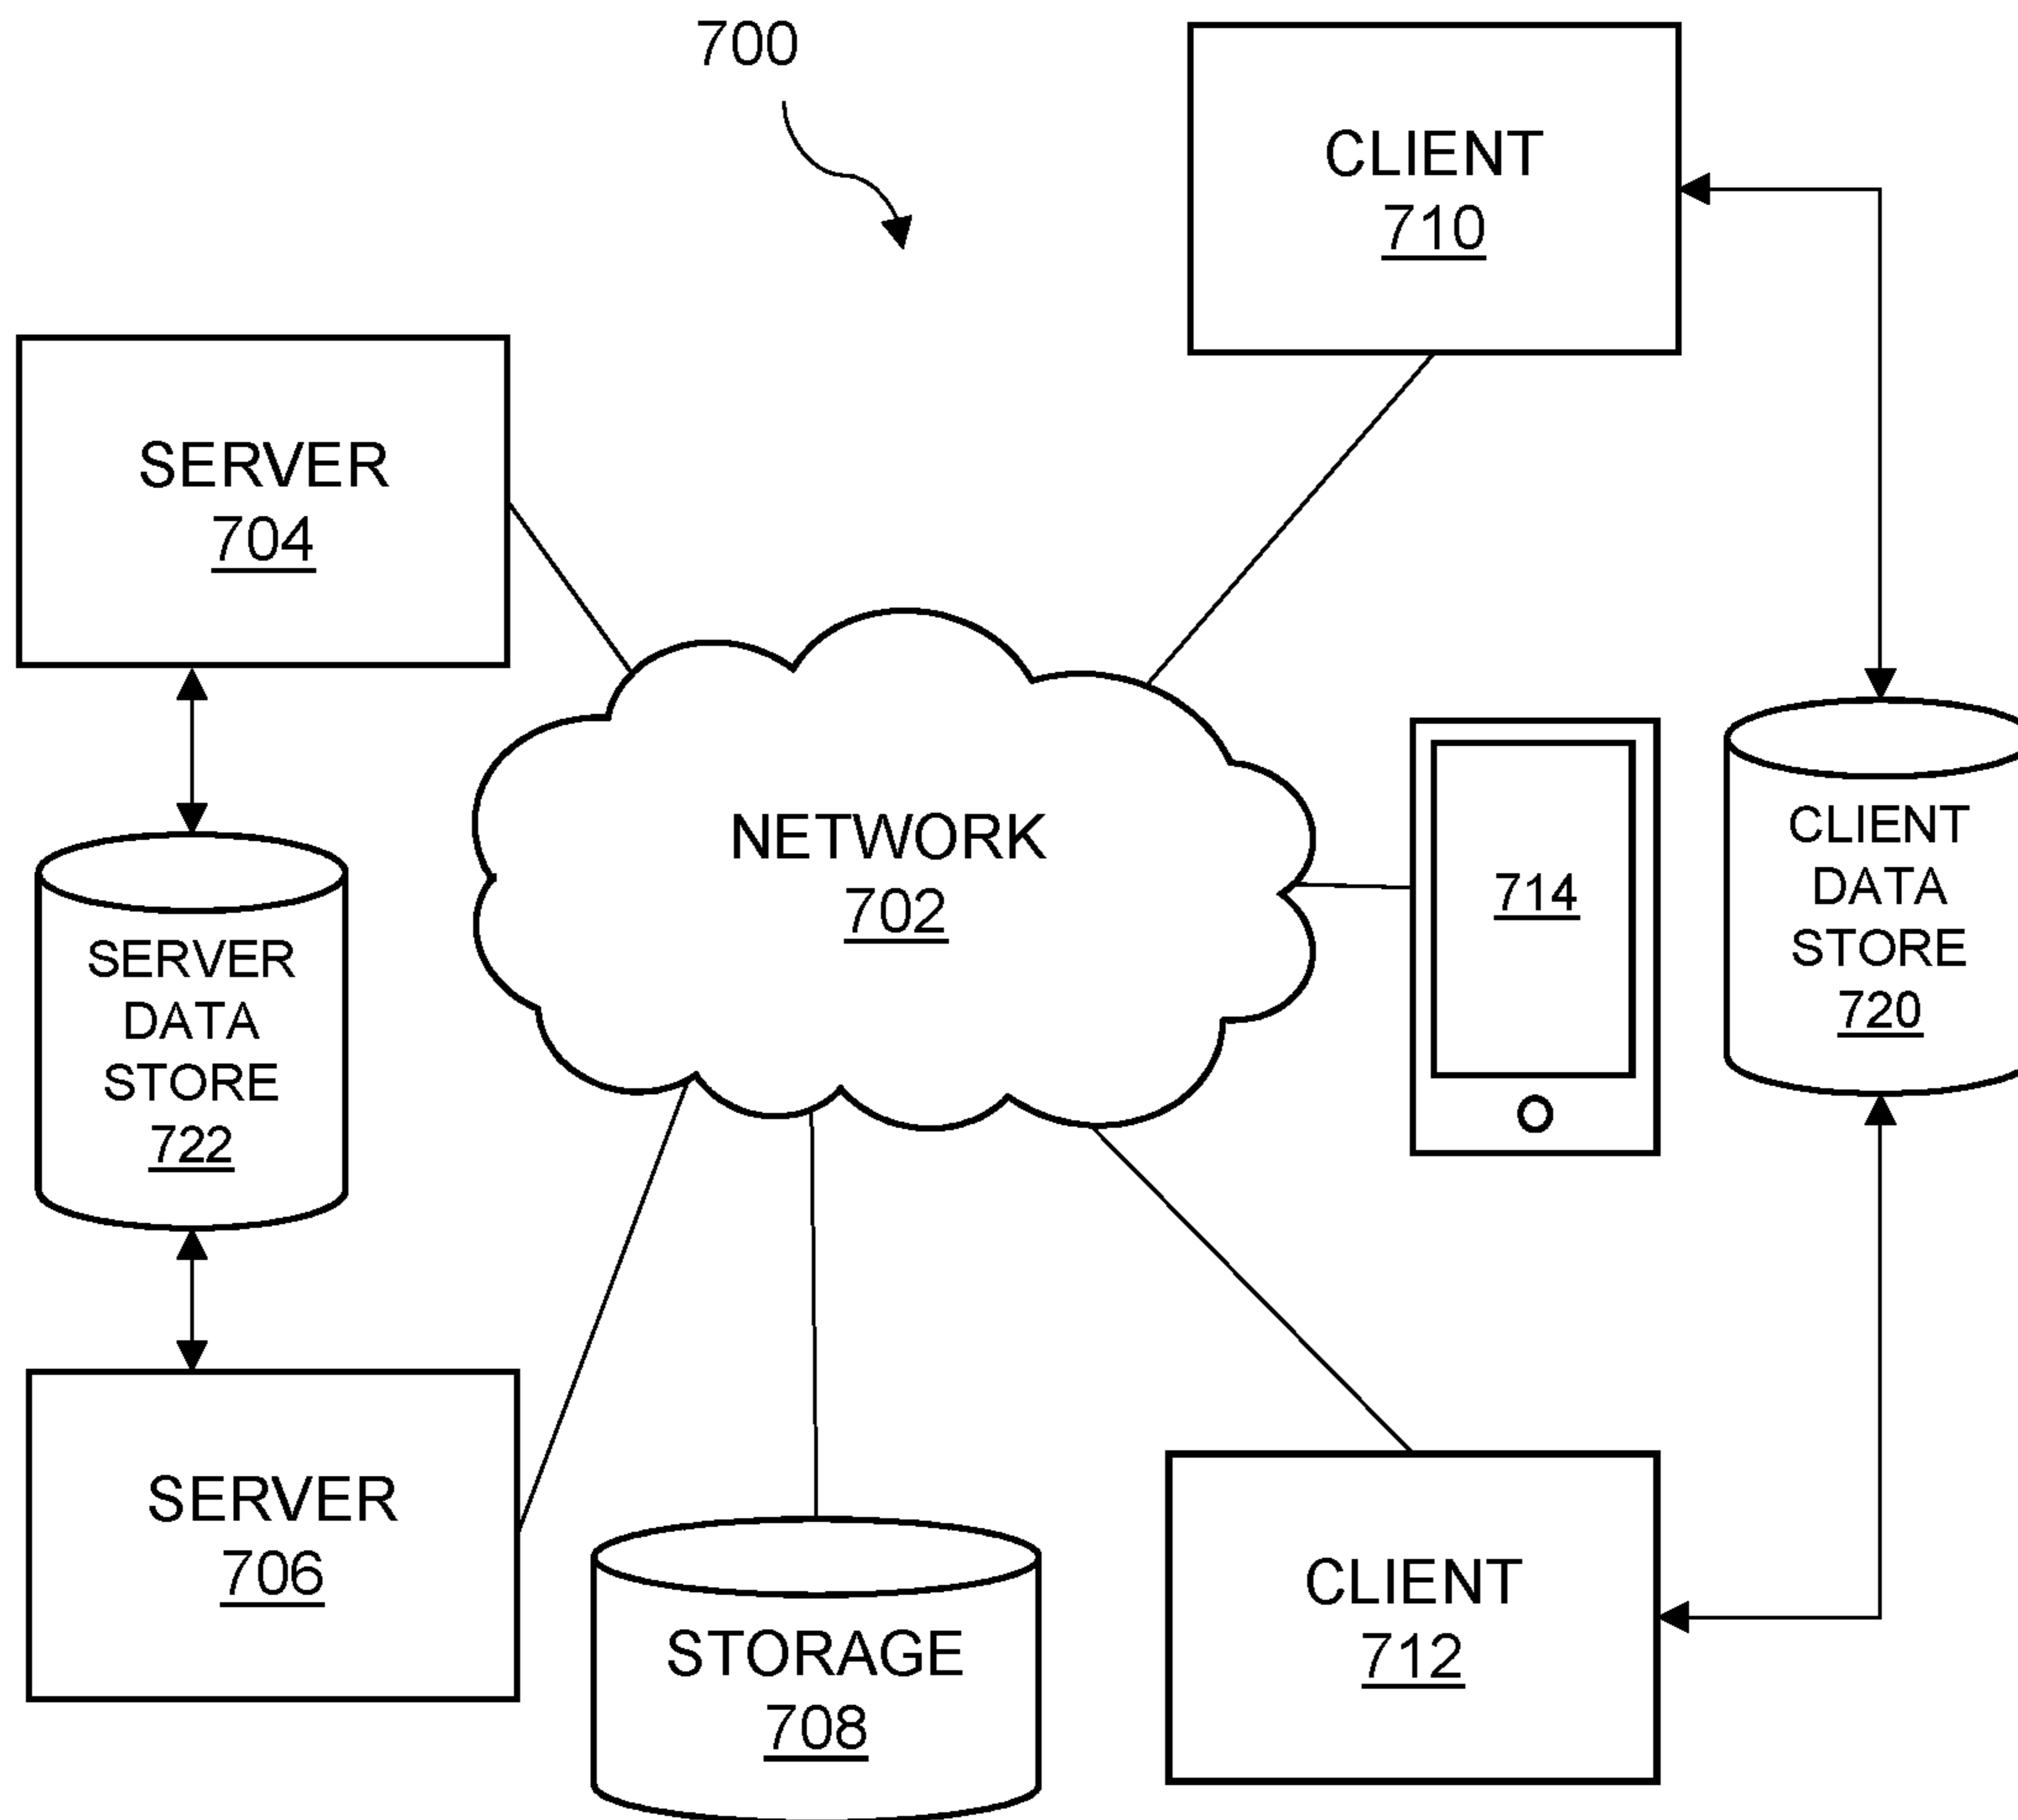 700
CLIENT
710
SERVER
704
NETWORK
702
714
CLIENT
DATA
STORE
720
SERVER
DATA
STORE
722
SERVER
706
STORAGE
708
CLIENT
712